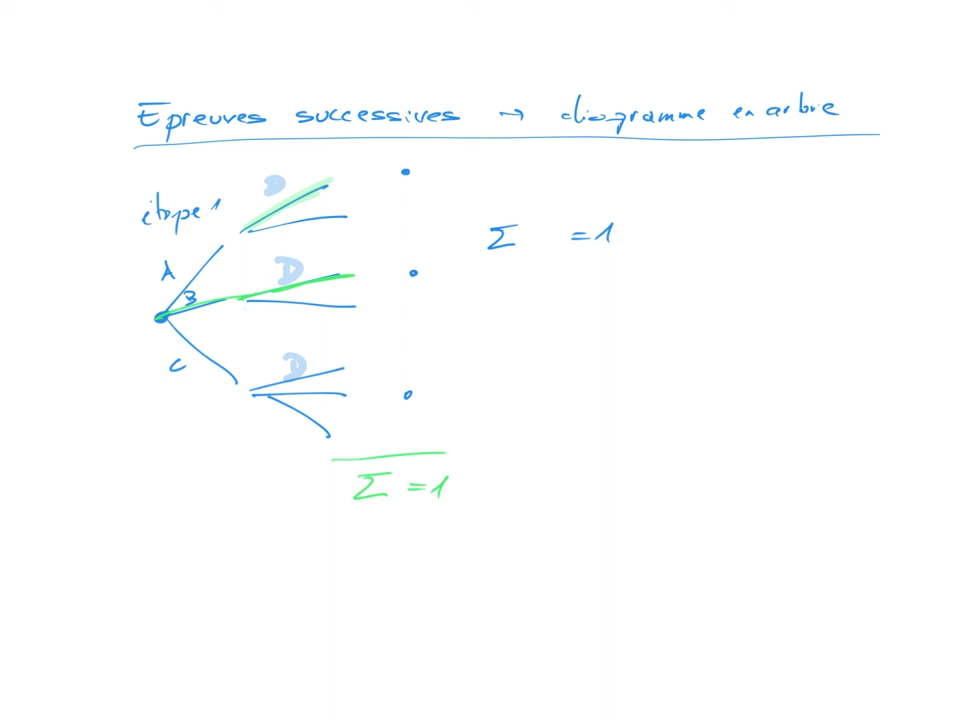 Epreuves successives → diagramme en arbre
étape 1
D
A
B
D
C
D
Σ = 1
Σ = 1